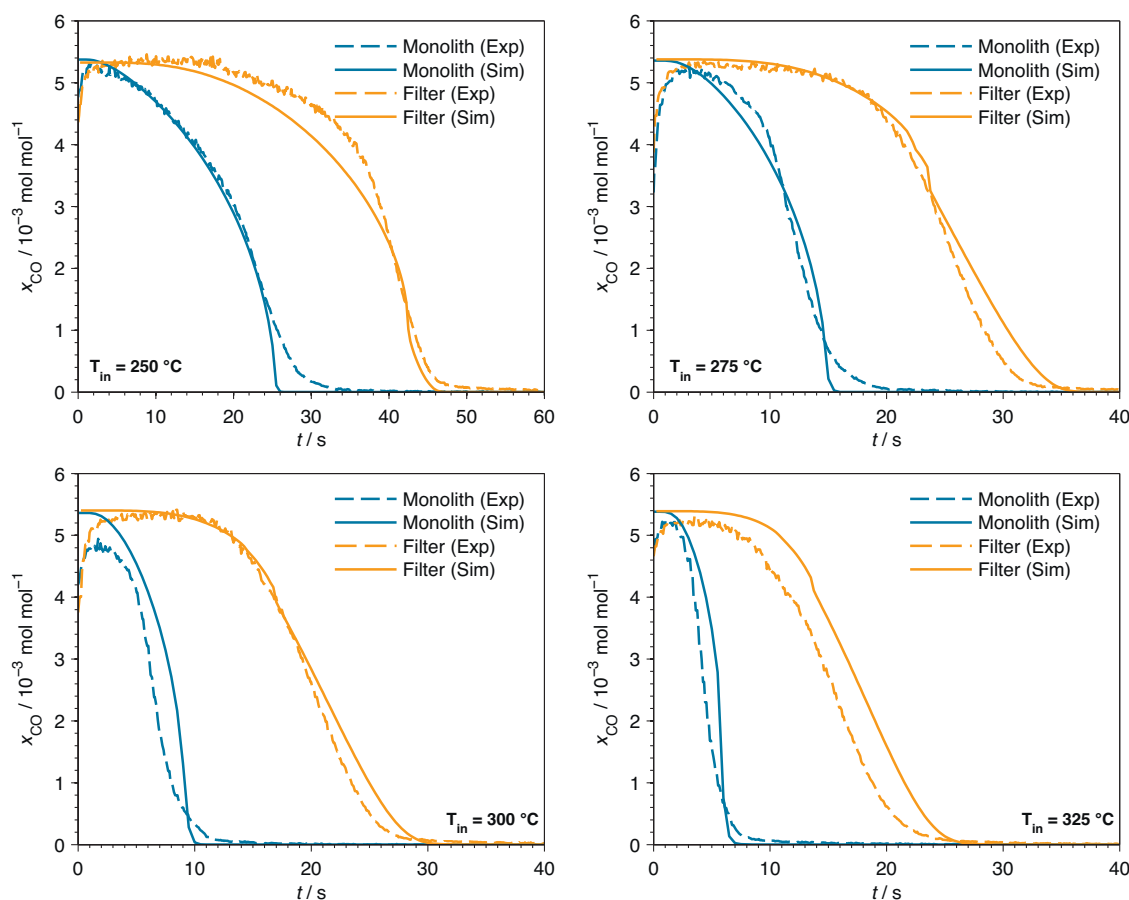 6
5
4
3
2
1
0
x_CO / 10⁻³ mol mol⁻¹
Monolith (Exp)
Monolith (Sim)
Filter (Exp)
Filter (Sim)
T_in = 250 °C
0 10 20 30 40 50 60
t / s
6
5
4
3
2
1
0
x_CO / 10⁻³ mol mol⁻¹
Monolith (Exp)
Monolith (Sim)
Filter (Exp)
Filter (Sim)
T_in = 275 °C
0 10 20 30 40
t / s
6
5
4
3
2
1
0
x_CO / 10⁻³ mol mol⁻¹
Monolith (Exp)
Monolith (Sim)
Filter (Exp)
Filter (Sim)
T_in = 300 °C
0 10 20 30 40
t / s
6
5
4
3
2
1
0
x_CO / 10⁻³ mol mol⁻¹
Monolith (Exp)
Monolith (Sim)
Filter (Exp)
Filter (Sim)
T_in = 325 °C
0 10 20 30 40
t / s